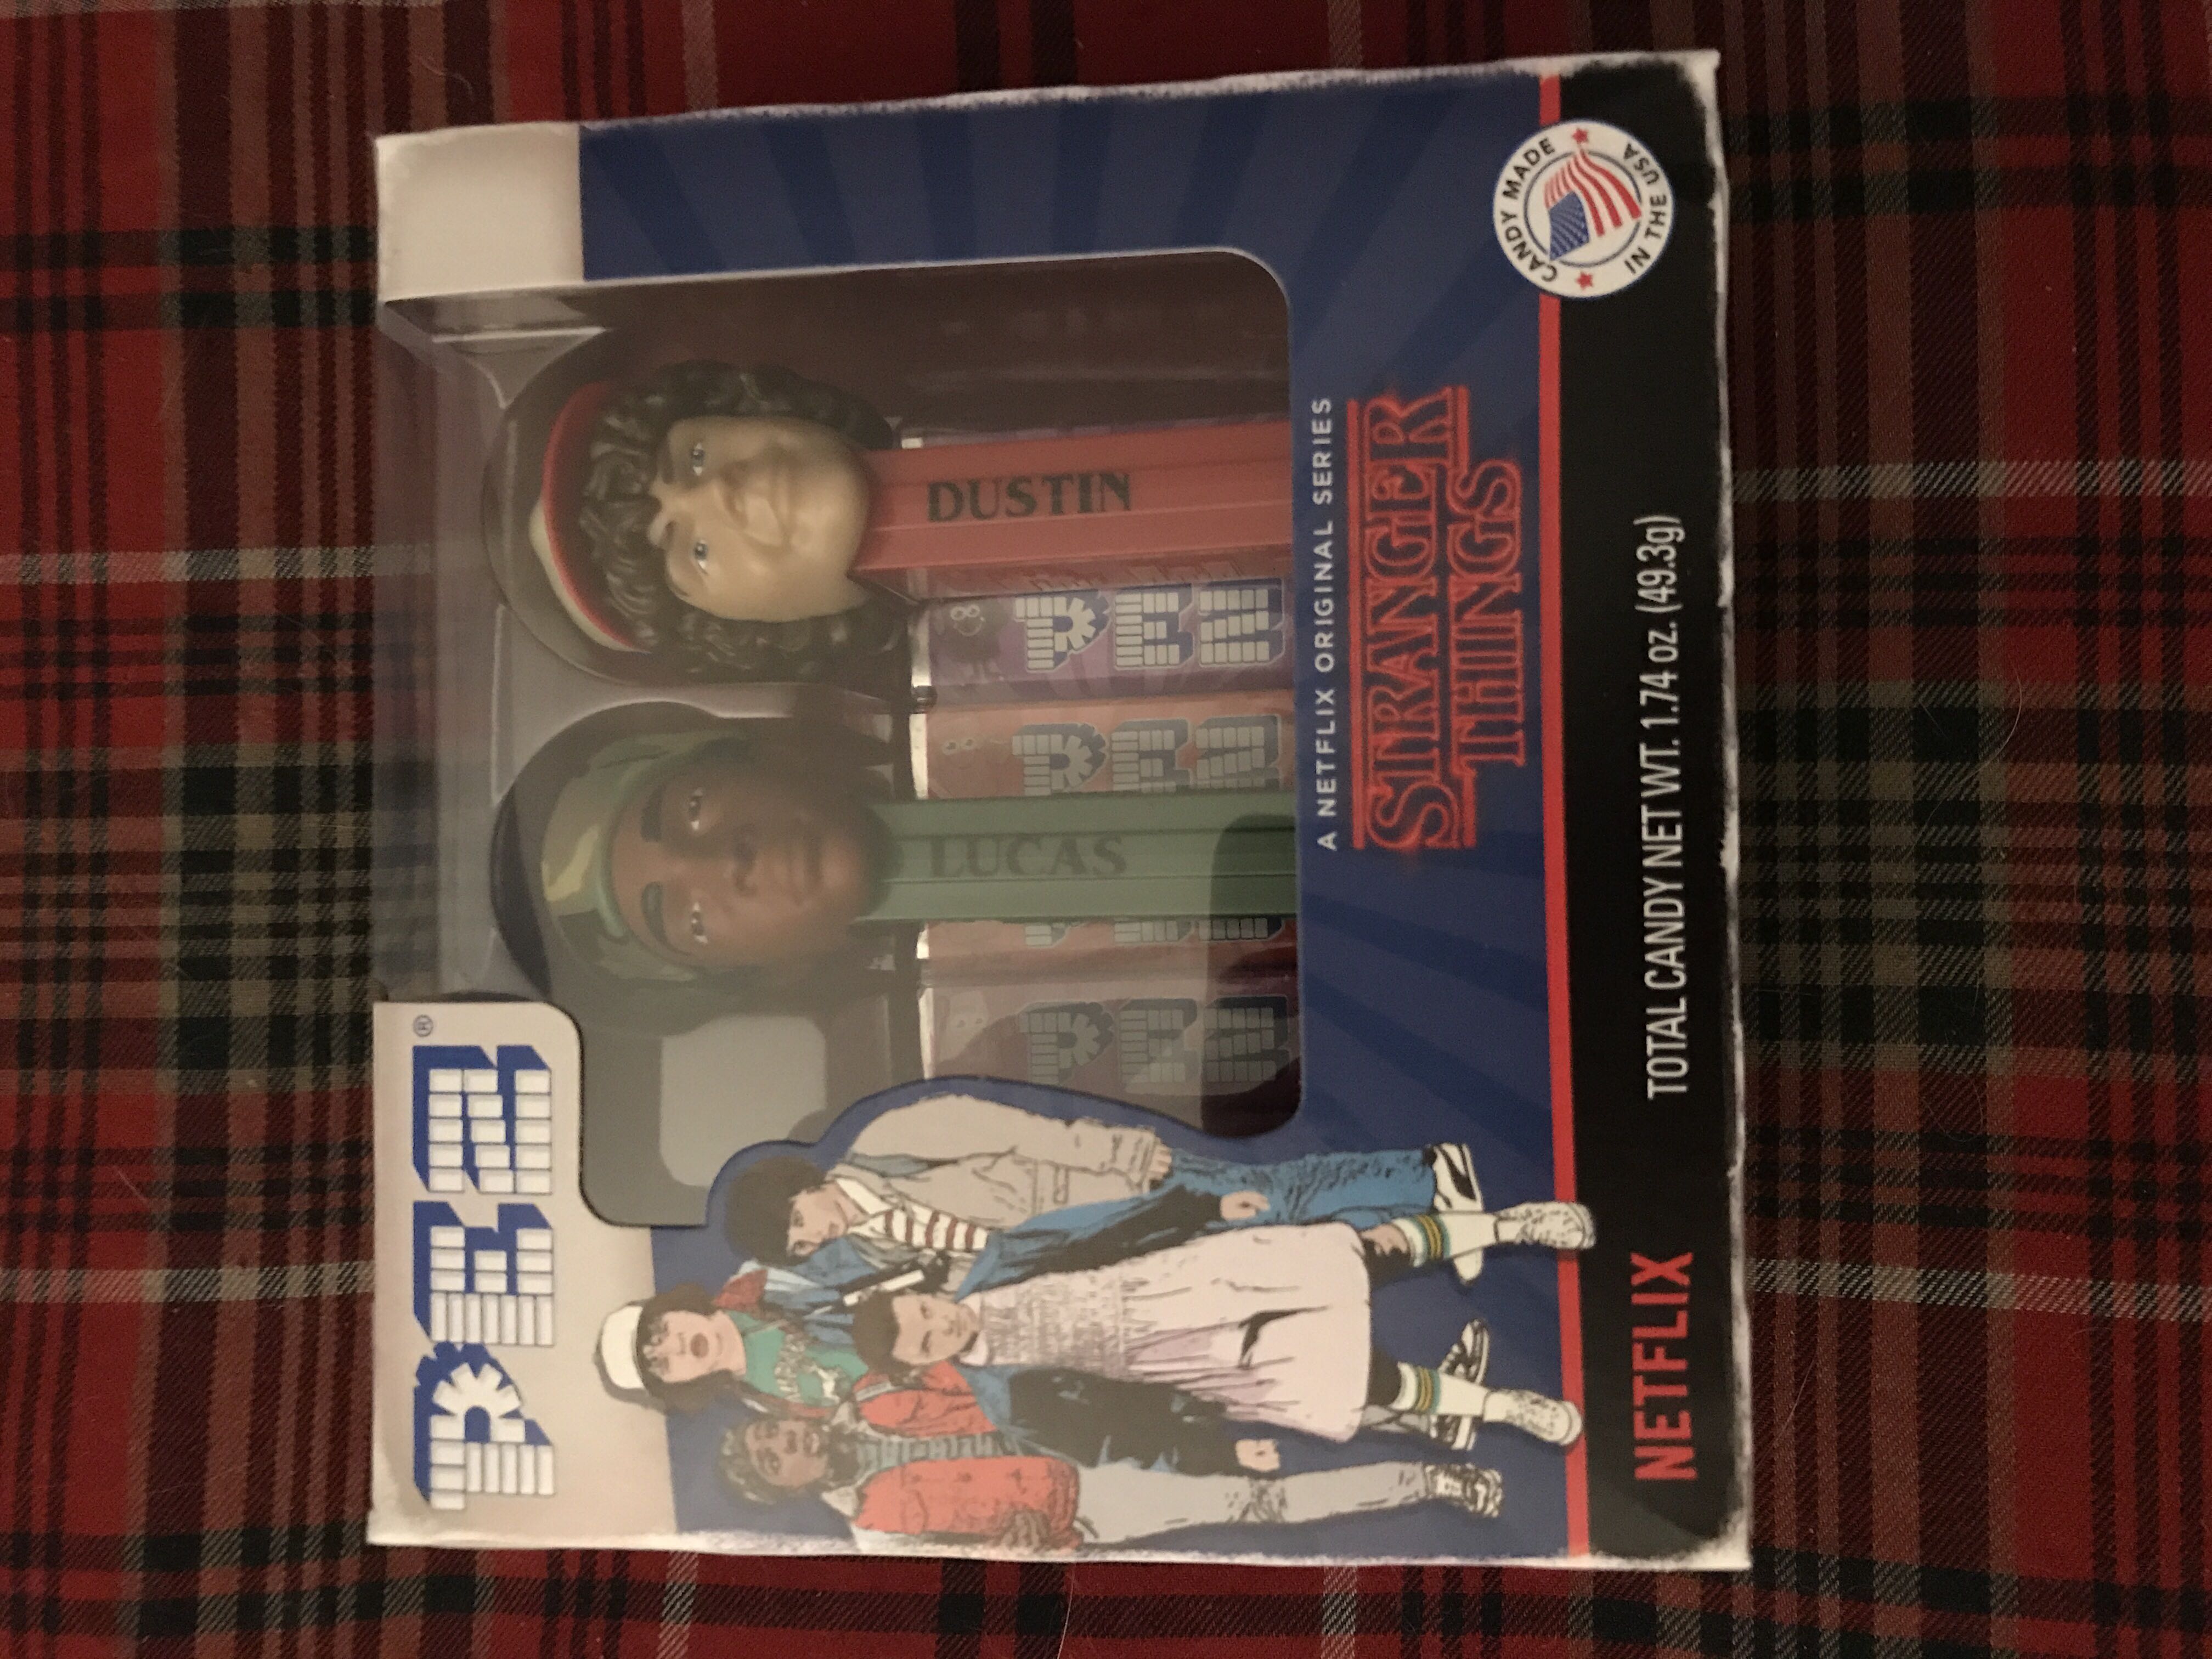 PEZ®
LUCAS
DUSTIN
PEZ
PEZ
PEZ
PEZ
A NETFLIX ORIGINAL SERIES
STRANGER
THINGS
CANDY MADE
IN THE USA
NETFLIX
TOTAL CANDY NET WT. 1.74 oz. (49.3g)